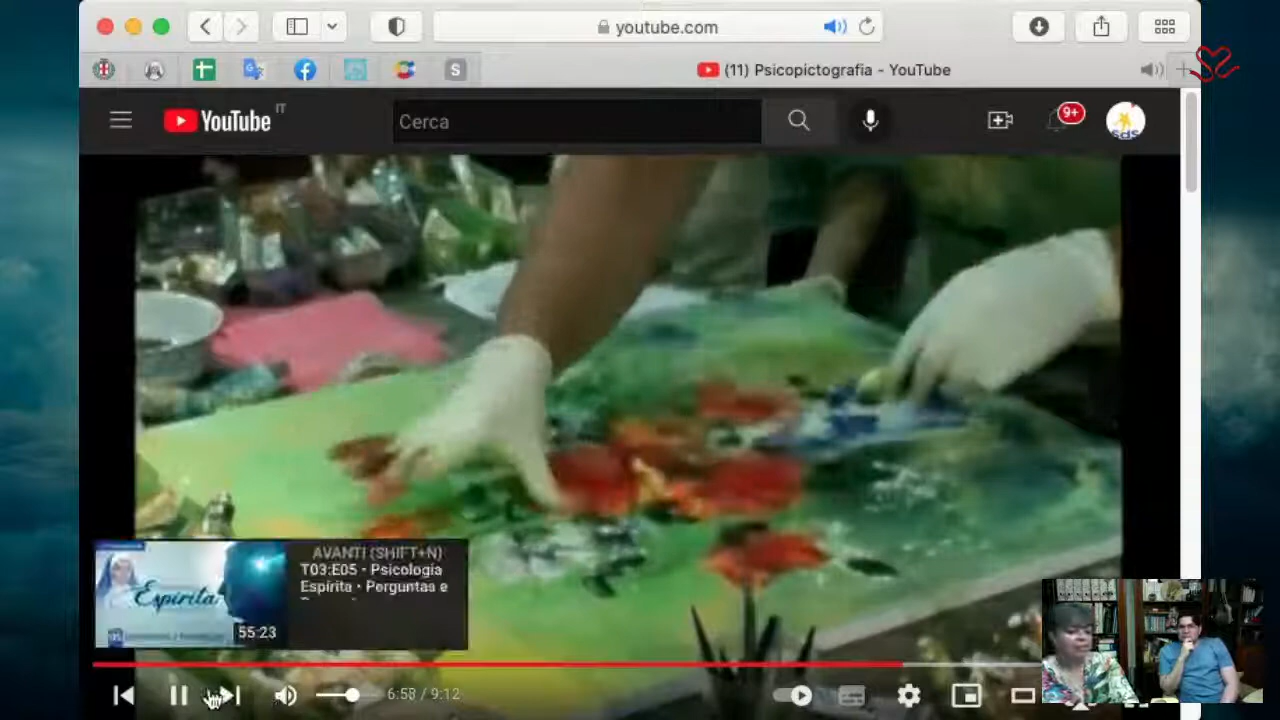 youtube.com
S
(11) Psicopictografia - YouTube
YouTube IT
Cerca
9+
sds
AVANTI (SHIFT+N)
T03:E05 • Psicologia
Espírita • Perguntas e
Espírita
55:23
6:58 / 9:12